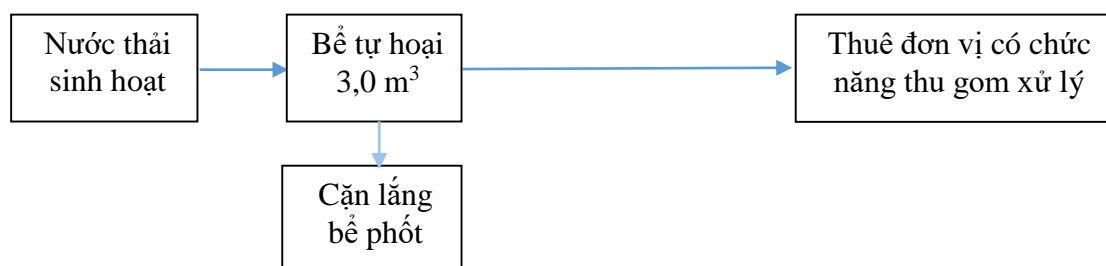 Nước thải
sinh hoạt
Bể tự hoại
3,0 m³
Thuê đơn vị có chức
năng thu gom xử lý
Cặn lắng
bể phốt